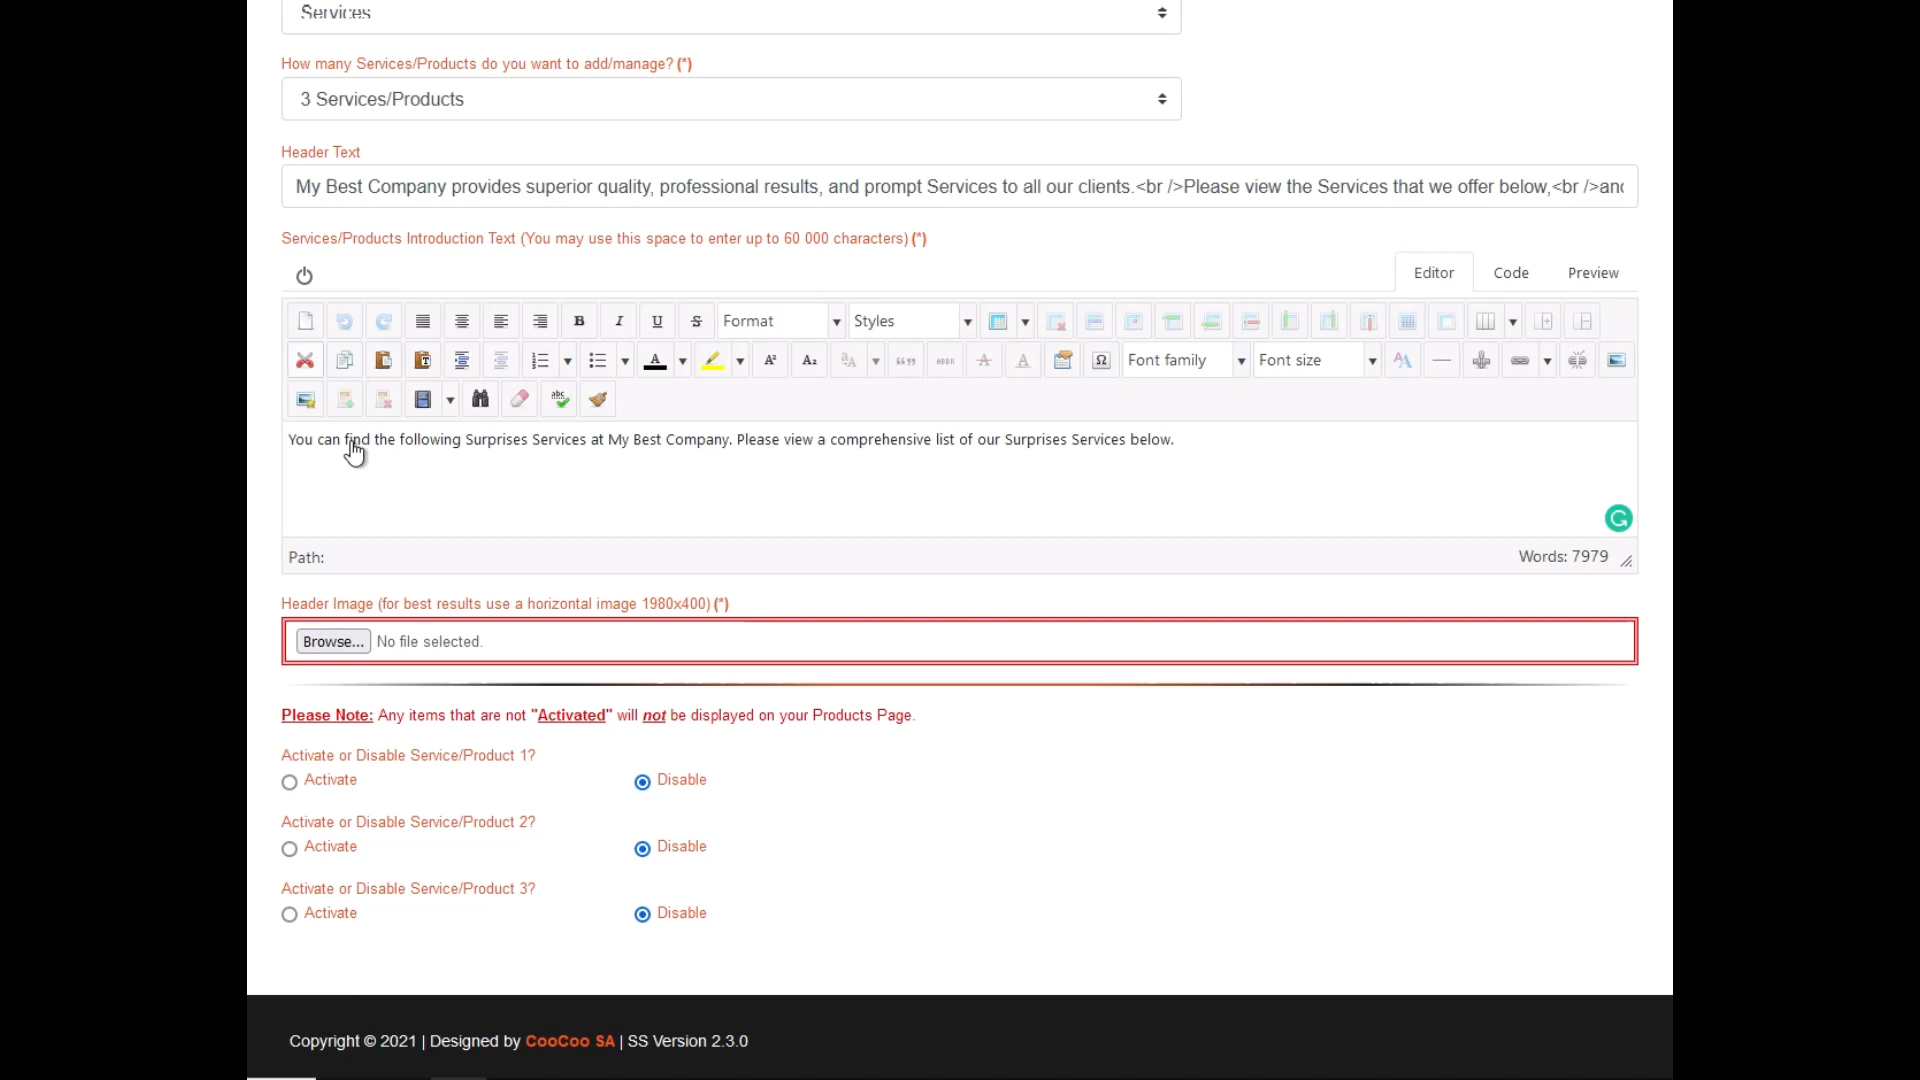 Services
How many Services/Products do you want to add/manage? (*)
3 Services/Products
Header Text
My Best Company provides superior quality, professional results, and prompt Services to all our clients.<br />Please view the Services that we offer below,<br />and
Services/Products Introduction Text (You may use this space to enter up to 60 000 characters) (*)
Editor Code Preview
B I U S Format Styles
Font family Font size
You can find the following Surprises Services at My Best Company. Please view a comprehensive list of our Surprises Services below.
Path: Words: 7979
Header Image (for best results use a horizontal image 1980x400) (*)
Browse... No file selected.
Please Note: Any items that are not "Activated" will not be displayed on your Products Page.
Activate or Disable Service/Product 1?
Activate Disable
Activate or Disable Service/Product 2?
Activate Disable
Activate or Disable Service/Product 3?
Activate Disable
Copyright © 2021 | Designed by CooCoo SA | SS Version 2.3.0